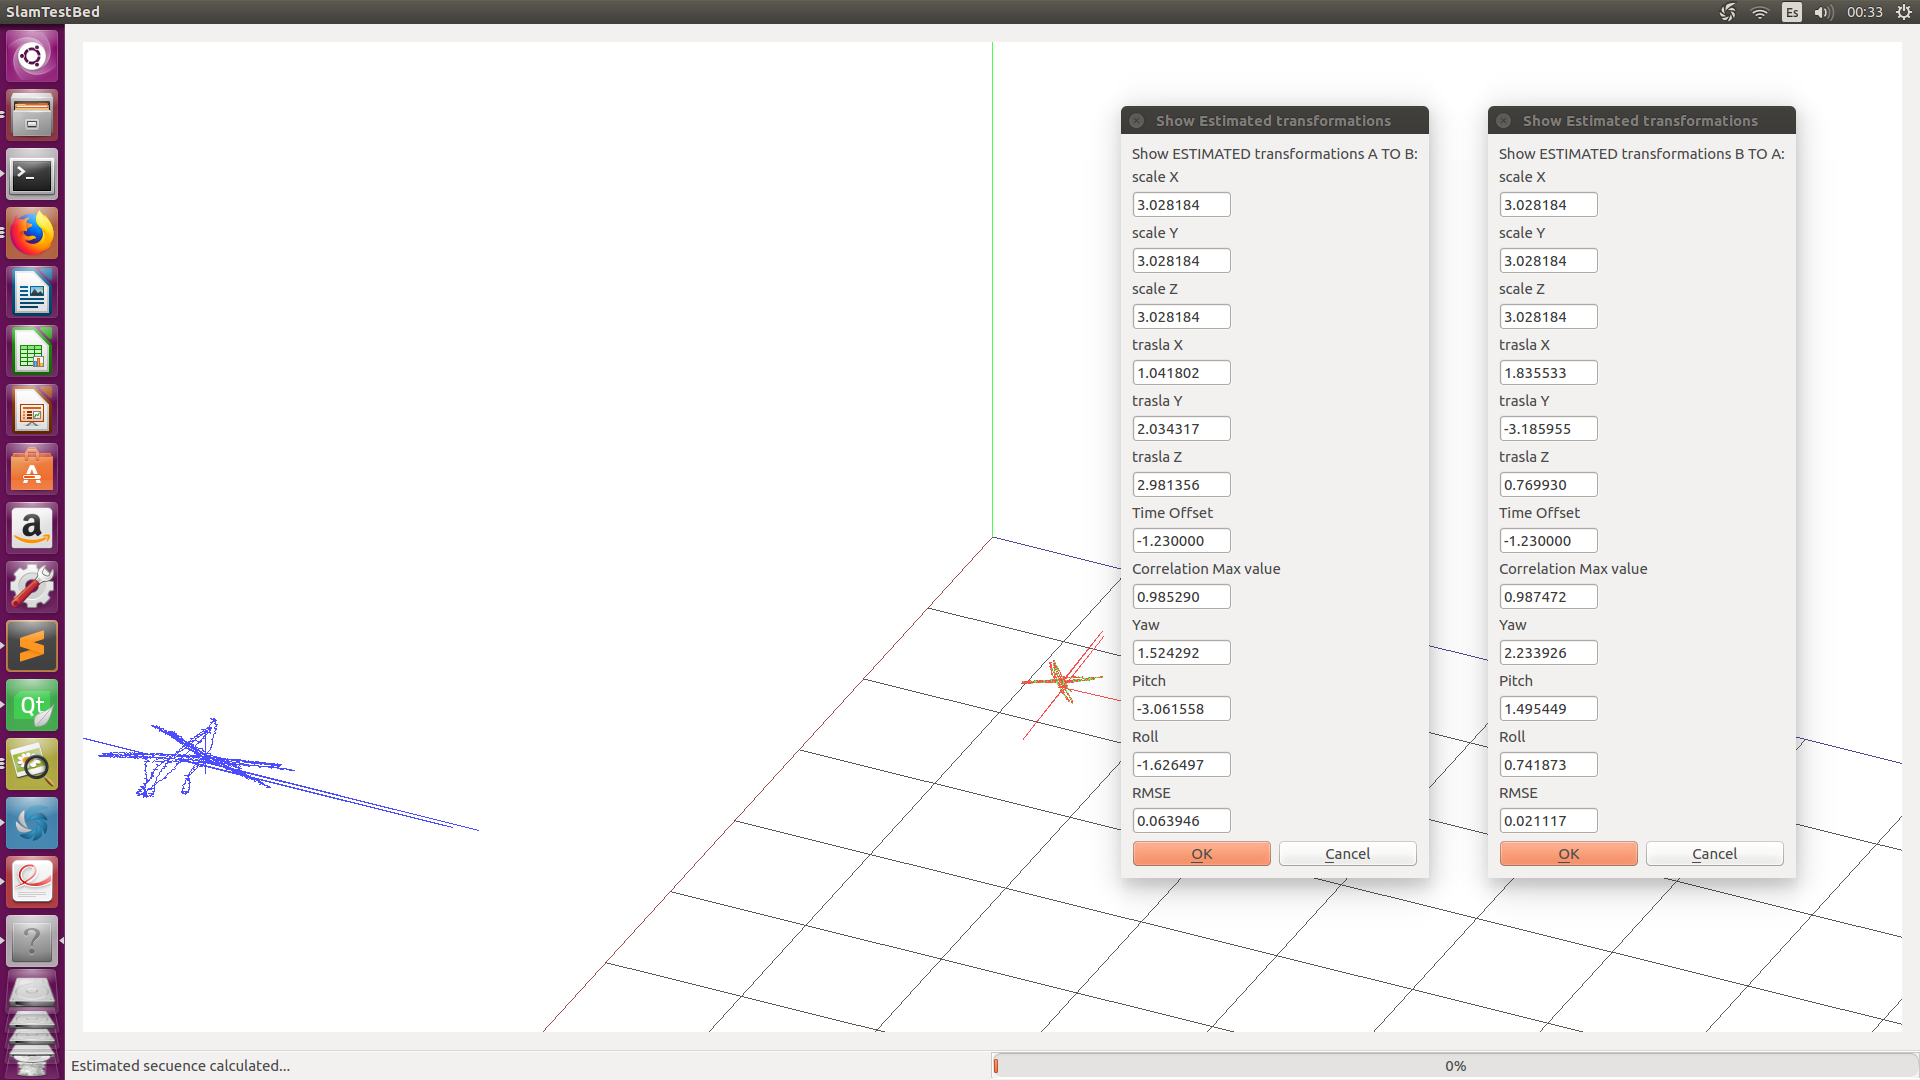 SlamTestBed
Es
00:33
Show Estimated transformations
Show ESTIMATED transformations A TO B:
scale X
3.028184
scale Y
3.028184
scale Z
3.028184
trasla X
1.041802
trasla Y
2.034317
trasla Z
2.981356
Time Offset
-1.230000
Correlation Max value
0.985290
Yaw
1.524292
Pitch
-3.061558
Roll
-1.626497
RMSE
0.063946
OK
Cancel
Show Estimated transformations
Show ESTIMATED transformations B TO A:
scale X
3.028184
scale Y
3.028184
scale Z
3.028184
trasla X
1.835533
trasla Y
-3.185955
trasla Z
0.769930
Time Offset
-1.230000
Correlation Max value
0.987472
Yaw
2.233926
Pitch
1.495449
Roll
0.741873
RMSE
0.021117
OK
Cancel
>_
A
a
Qt
?
Estimated secuence calculated...
0%